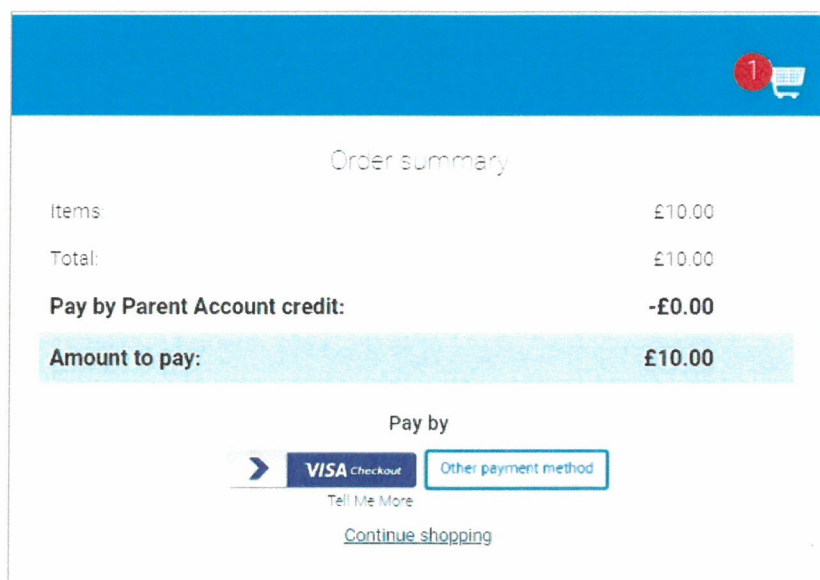 1
Order summary
Items: £10.00
Total: £10.00
Pay by Parent Account credit: -£0.00
Amount to pay: £10.00
Pay by
VISA Checkout Other payment method
Tell Me More
Continue shopping